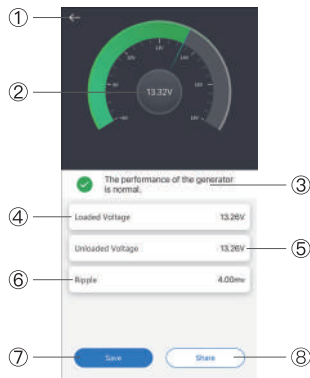 ①
②
13.32V
The performance of the generator
is normal.
③
④
Loaded Voltage
13.26V
Unloaded Voltage
13.26V
⑤
⑥
Ripple
4.00mv
⑦
Save
Share
⑧